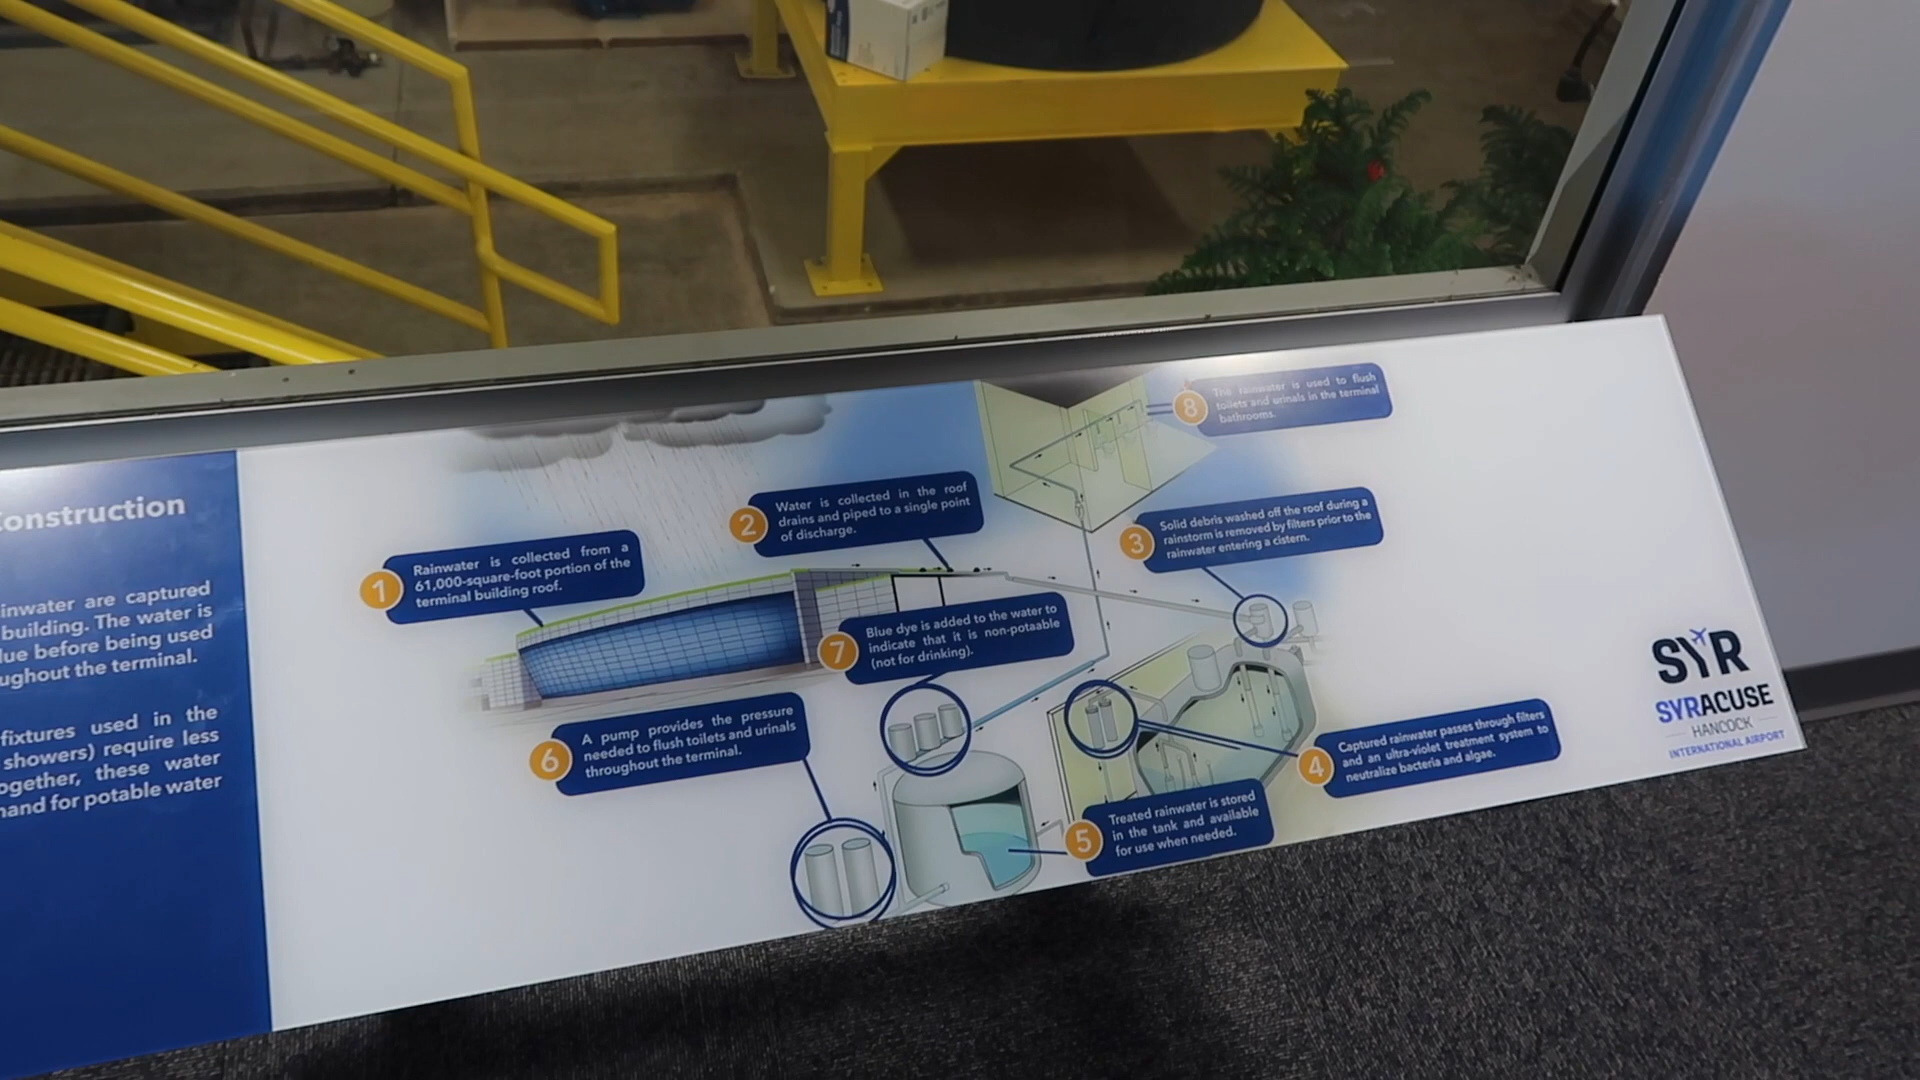 Construction
inwater are captured
building. The water is
lue before being used
ughout the terminal.
fixtures used in the
showers) require less
ogether, these water
hand for potable water
1
Rainwater is collected from a
61,000-square-foot portion of the
terminal building roof.
2
Water is collected in the roof
drains and piped to a single point
of discharge.
3
Solid debris washed off the roof during a
rainstorm is removed by filters prior to the
rainwater entering a cistern.
4
Captured rainwater passes through filters
and an ultra-violet treatment system to
neutralize bacteria and algae.
5
Treated rainwater is stored
in the tank and available
for use when needed.
6
A pump provides the pressure
needed to flush toilets and urinals
throughout the terminal.
7
Blue dye is added to the water to
indicate that it is non-potaable
(not for drinking).
8
The rainwater is used to flush
toilets and urinals in the terminal
bathrooms.
SYR
SYRACUSE
HANCOCK
INTERNATIONAL AIRPORT